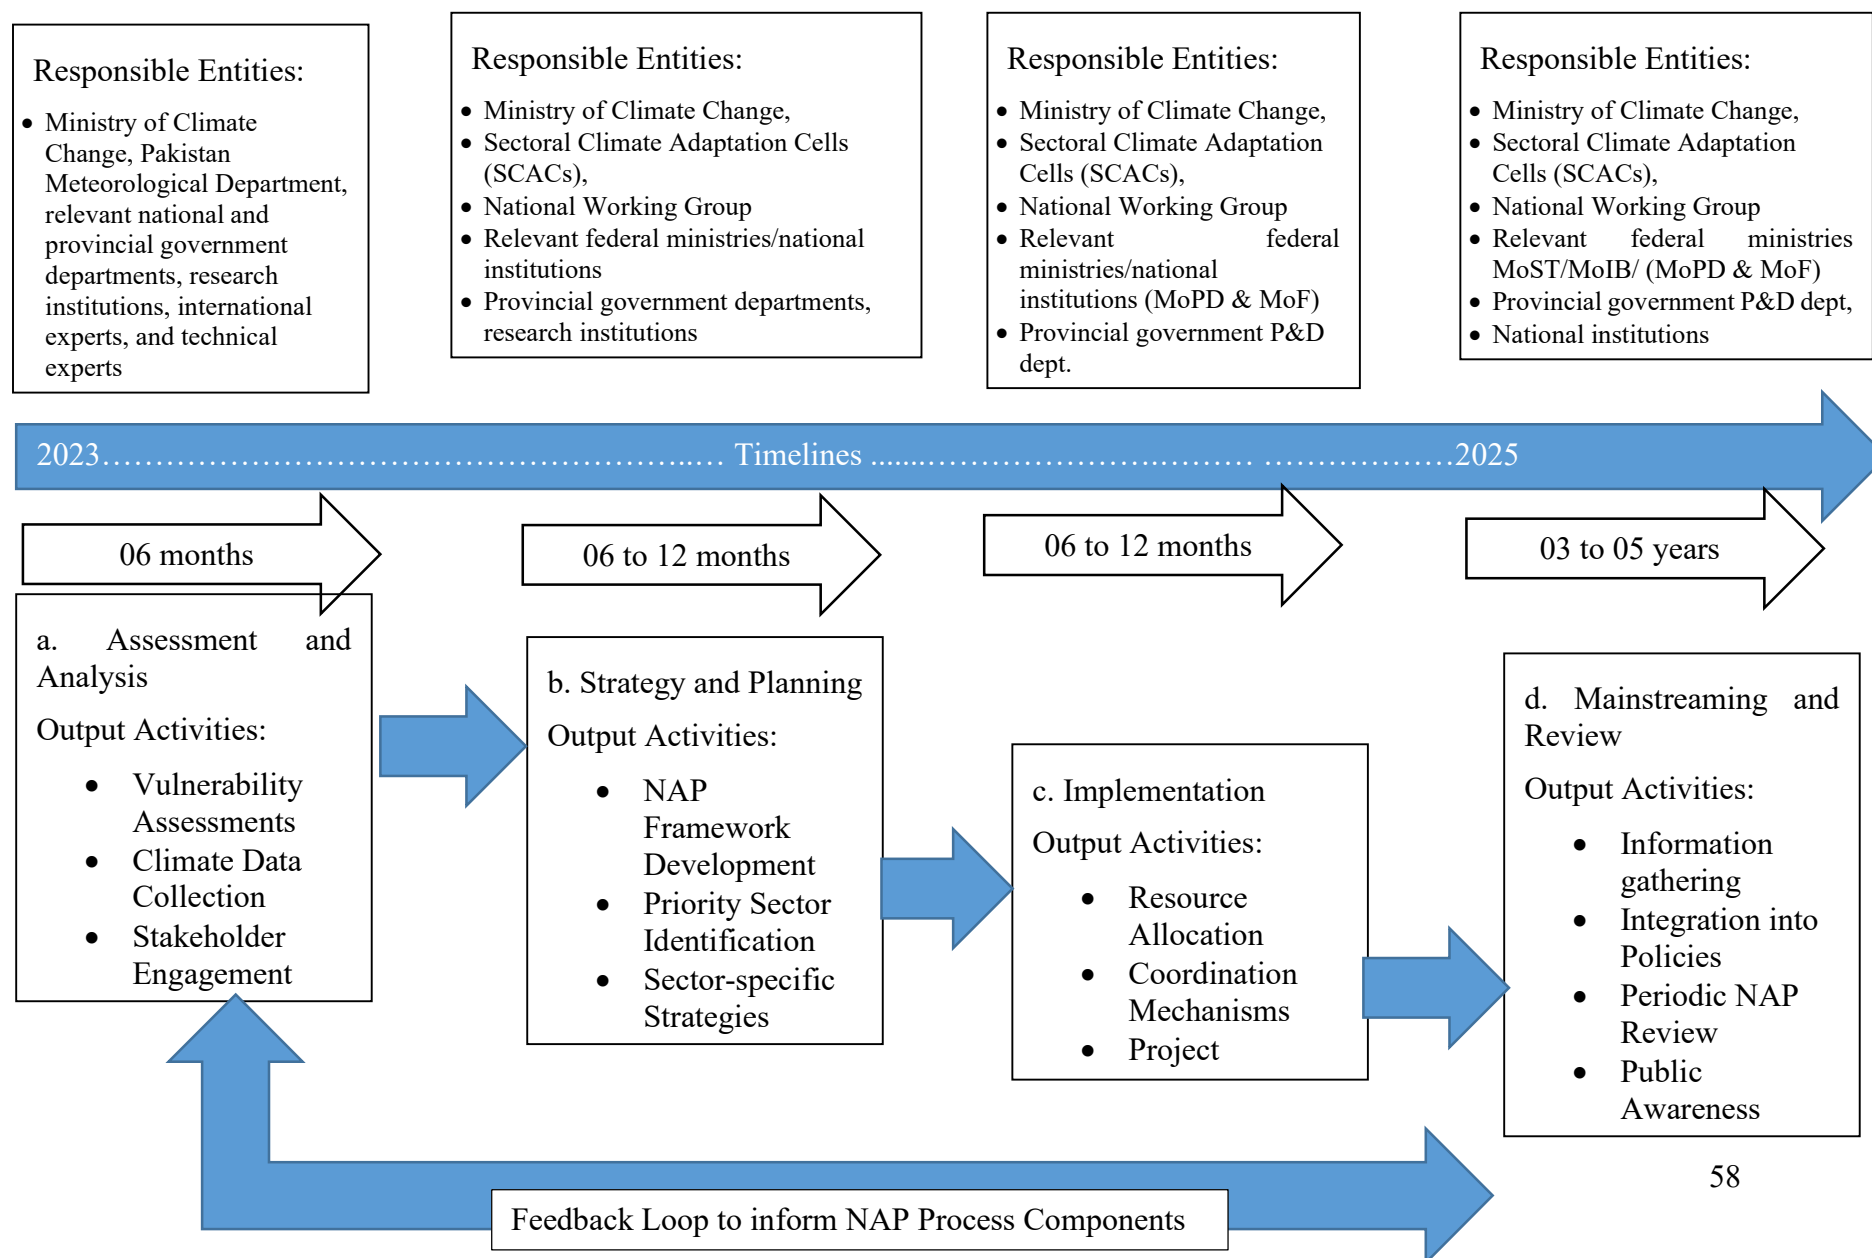 Responsible Entities:
• Ministry of Climate
Change, Pakistan
Meteorological Department,
relevant national and
provincial government
departments, research
institutions, international
experts, and technical
experts
Responsible Entities:
• Ministry of Climate Change,
• Sectoral Climate Adaptation Cells
(SCACs),
• National Working Group
• Relevant federal ministries/national
institutions
• Provincial government departments,
research institutions
Responsible Entities:
• Ministry of Climate Change,
• Sectoral Climate Adaptation
Cells (SCACs),
• National Working Group
• Relevant federal
ministries/national
institutions (MoPD & MoF)
• Provincial government P&D
dept.
Responsible Entities:
• Ministry of Climate Change,
• Sectoral Climate Adaptation
Cells (SCACs),
• National Working Group
• Relevant federal ministries
MoST/MoIB/ (MoPD & MoF)
• Provincial government P&D dept,
• National institutions
2023………………………………………………………..… Timelines .......……………………..……… …………………2025
06 months
06 to 12 months
06 to 12 months
03 to 05 years
a. Assessment and
Analysis
Output Activities:
• Vulnerability
Assessments
• Climate Data
Collection
• Stakeholder
Engagement
b. Strategy and Planning
Output Activities:
• NAP
Framework
Development
• Priority Sector
Identification
• Sector-specific
Strategies
c. Implementation
Output Activities:
• Resource
Allocation
• Coordination
Mechanisms
• Project
d. Mainstreaming and
Review
Output Activities:
• Information
gathering
• Integration into
Policies
• Periodic NAP
Review
• Public
Awareness
58
Feedback Loop to inform NAP Process Components